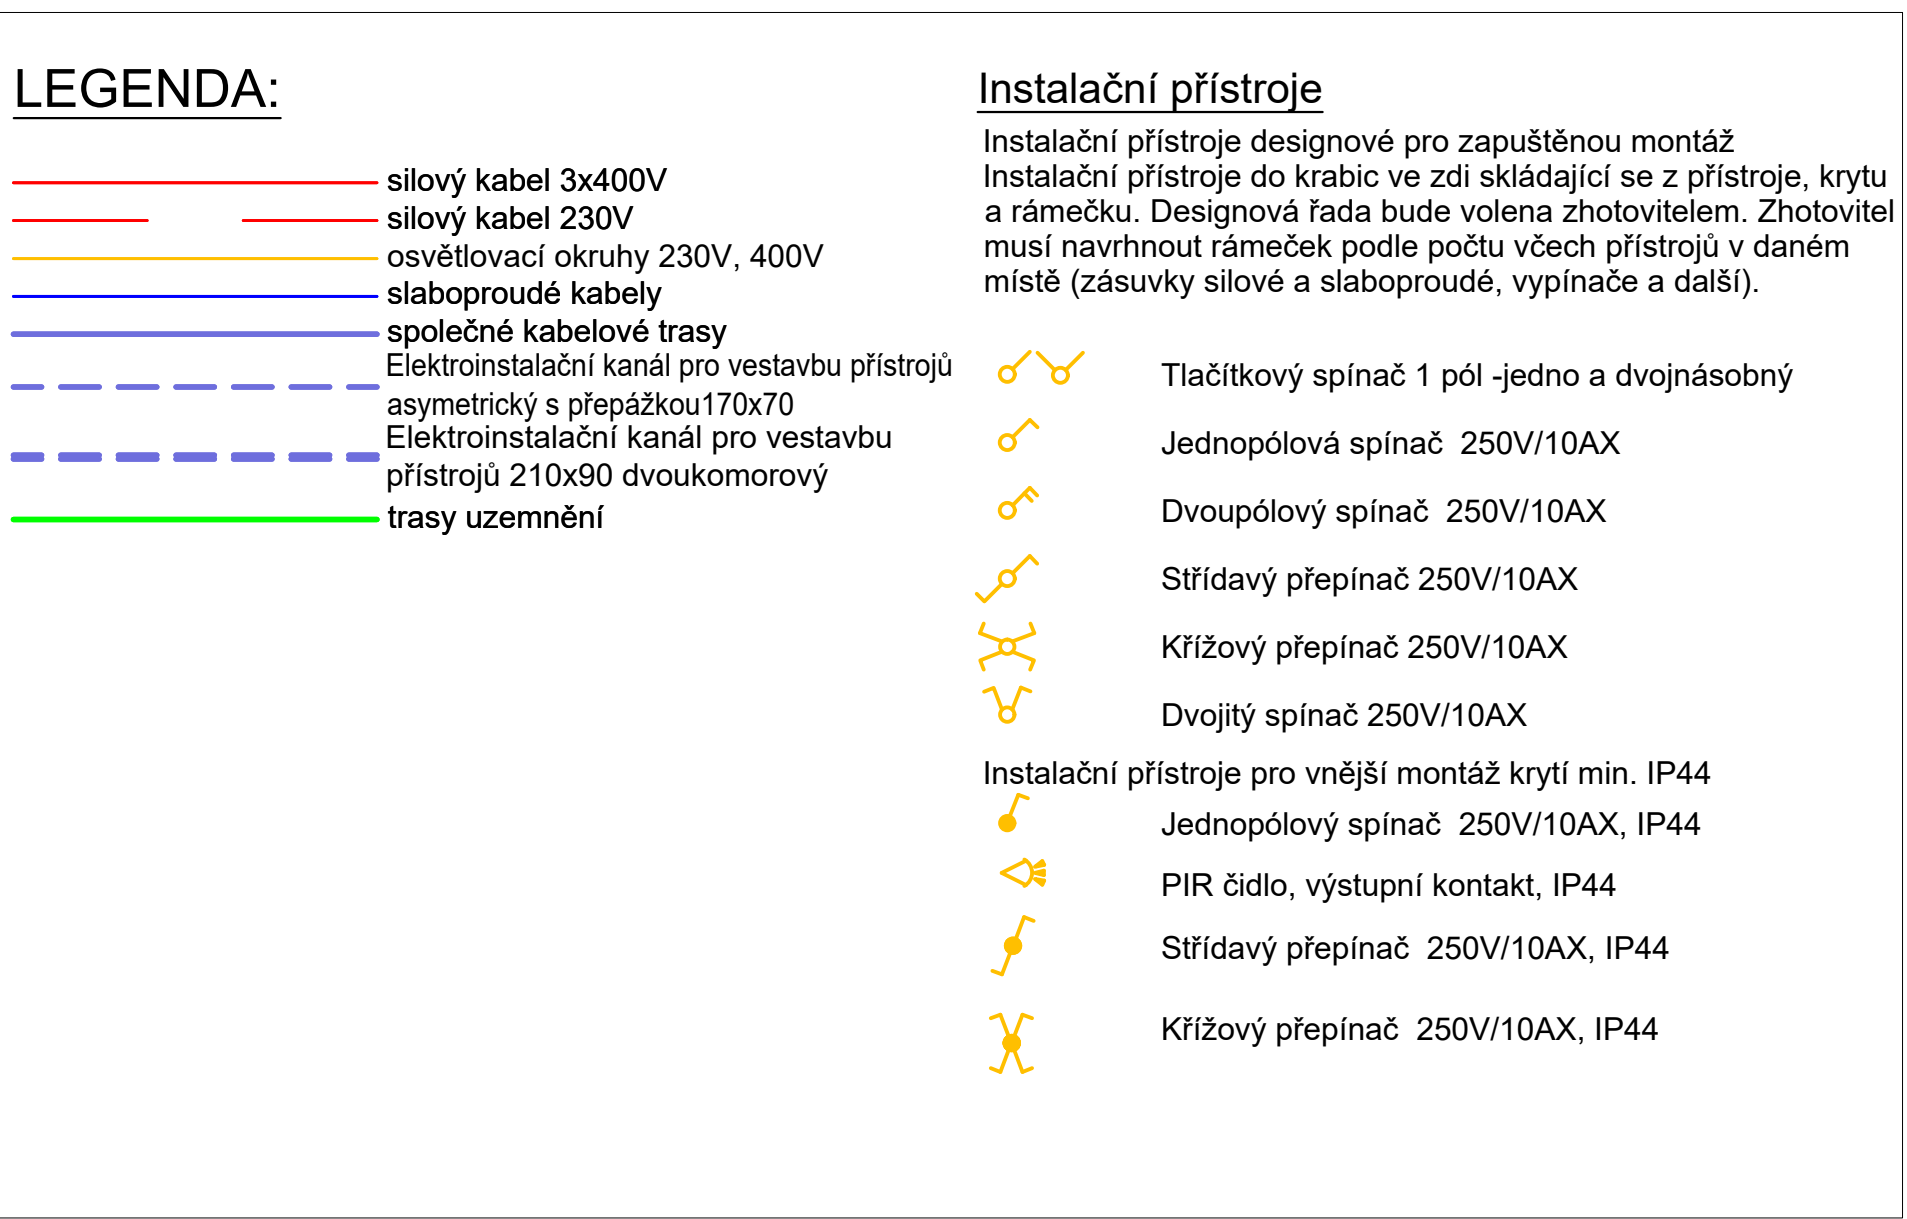 LEGENDA:
silový kabel 3x400V
silový kabel 230V
osvětlovací okruhy 230V, 400V
slaboproudé kabely
společné kabelové trasy
Elektroinstalační kanál pro vestavbu přístrojů
asymetrický s přepážkou170x70
Elektroinstalační kanál pro vestavbu
přístrojů 210x90 dvoukomorový
trasy uzemnění
Instalační přístroje
Instalační přístroje designové pro zapuštěnou montáž
Instalační přístroje do krabic ve zdi skládající se z přístroje, krytu
a rámečku. Designová řada bude volena zhotovitelem. Zhotovitel
musí navrhnout rámeček podle počtu včech přístrojů v daném
místě (zásuvky silové a slaboproudé, vypínače a další).
Tlačítkový spínač 1 pól -jedno a dvojnásobný
Jednopólová spínač 250V/10AX
Dvoupólový spínač 250V/10AX
Střídavý přepínač 250V/10AX
Křížový přepínač 250V/10AX
Dvojitý spínač 250V/10AX
Instalační přístroje pro vnější montáž krytí min. IP44
Jednopólový spínač 250V/10AX, IP44
PIR čidlo, výstupní kontakt, IP44
Střídavý přepínač 250V/10AX, IP44
Křížový přepínač 250V/10AX, IP44